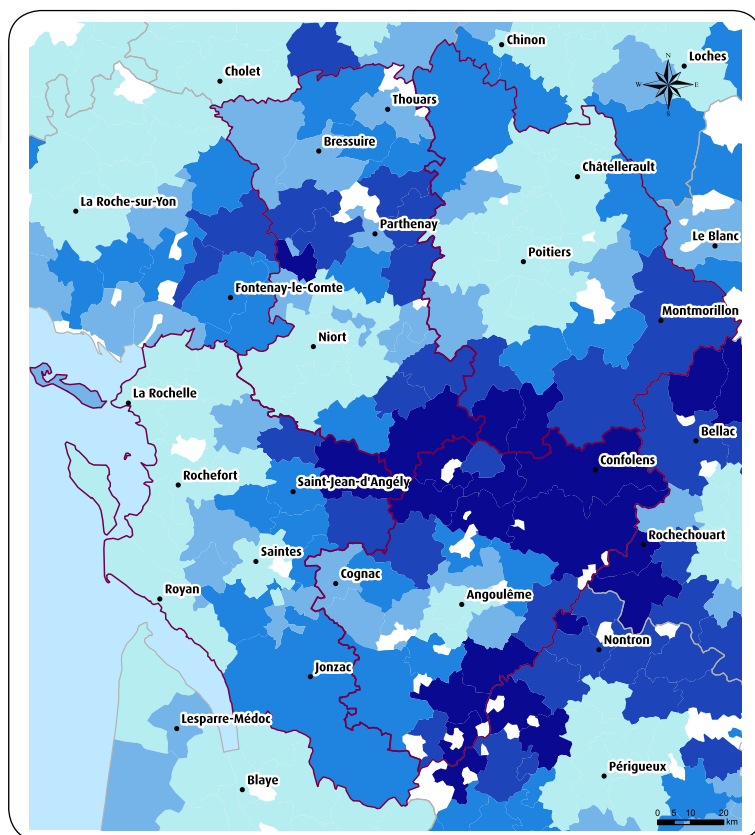 Chinon
Loches
Cholet
N
W E
S
Thouars
Bressuire
Châtellerault
La Roche-sur-Yon
Parthenay
Le Blanc
Poitiers
Fontenay-le-Comte
Montmorillon
Niort
La Rochelle
Bellac
Confolens
Rochefort
Saint-Jean-d'Angély
Rochechouart
Saintes
Cognac
Royan
Angoulême
Nontron
Jonzac
Lesparre-Médoc
Périgueux
Blaye
0 5 10 20
km